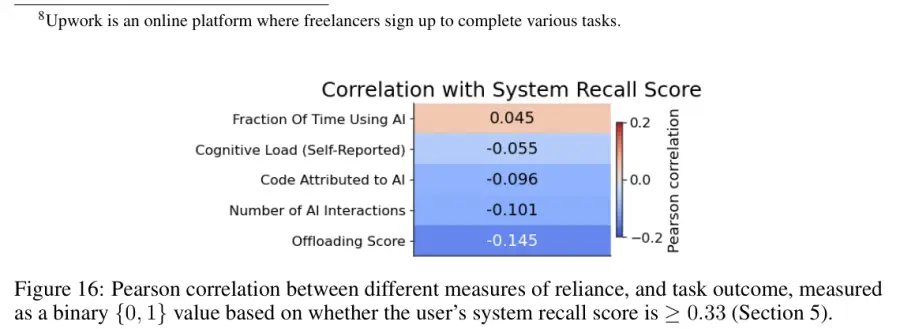 ⁸Upwork is an online platform where freelancers sign up to complete various tasks.
Correlation with System Recall Score
Fraction Of Time Using AI 0.045
Cognitive Load (Self-Reported) -0.055
Code Attributed to AI -0.096
Number of AI Interactions -0.101
Offloading Score -0.145
0.2
0.0
−0.2
Pearson correlation
Figure 16: Pearson correlation between different measures of reliance, and task outcome, measured
as a binary {0, 1} value based on whether the user's system recall score is ≥ 0.33 (Section 5).